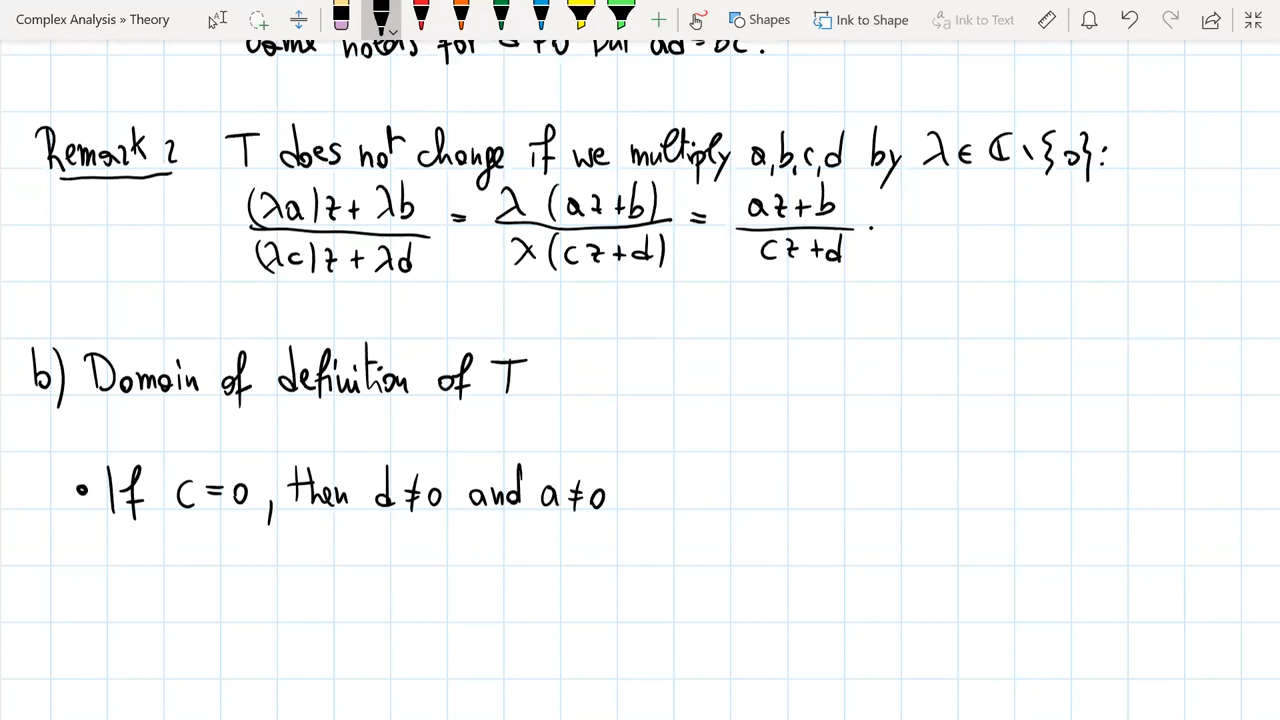 Complex Analysis » Theory
Shapes
Ink to Shape
Ink to Text
for
Remark 2 T does not change if we multiply a,b,c,d by λ ∈ ℂ \ {0}:
(λa)z + λb / (λc)z + λd = λ(az+b) / λ(cz+d) = az+b / cz+d .
b) Domain of definition of T
• If c=0, then d≠0 and a≠0